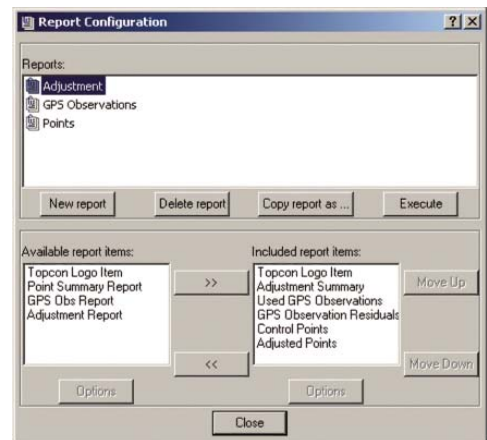 Report Configuration
Reports:
Adjustment
GPS Observations
Points
New report
Delete report
Copy report as ...
Execute
Available report items:
Topcon Logo Item
Point Summary Report
GPS Obs Report
Adjustment Report
>>
<<
Options
Included report items:
Topcon Logo Item
Adjustment Summary
Used GPS Observations
GPS Observation Residuals
Control Points
Adjusted Points
Options
Move Up
Move Down
Close